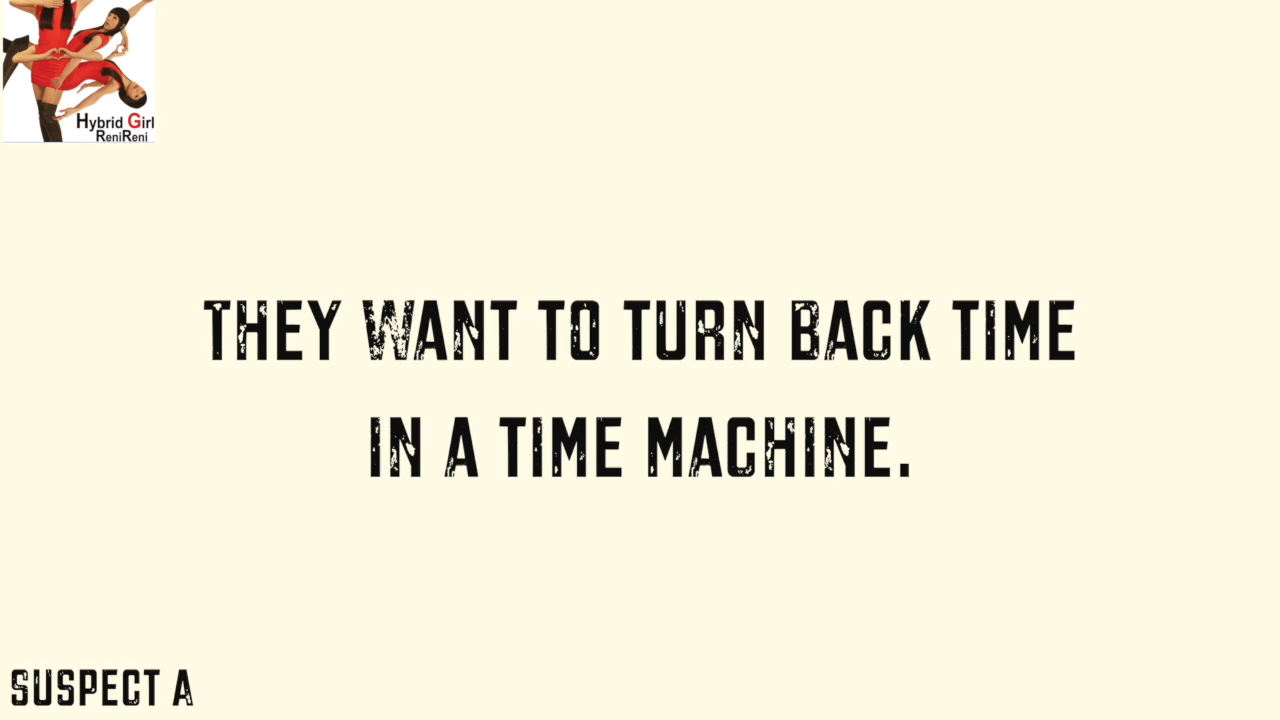 Hybrid Girl
ReniReni
THEY WANT TO TURN BACK TIME
IN A TIME MACHINE.
SUSPECT A